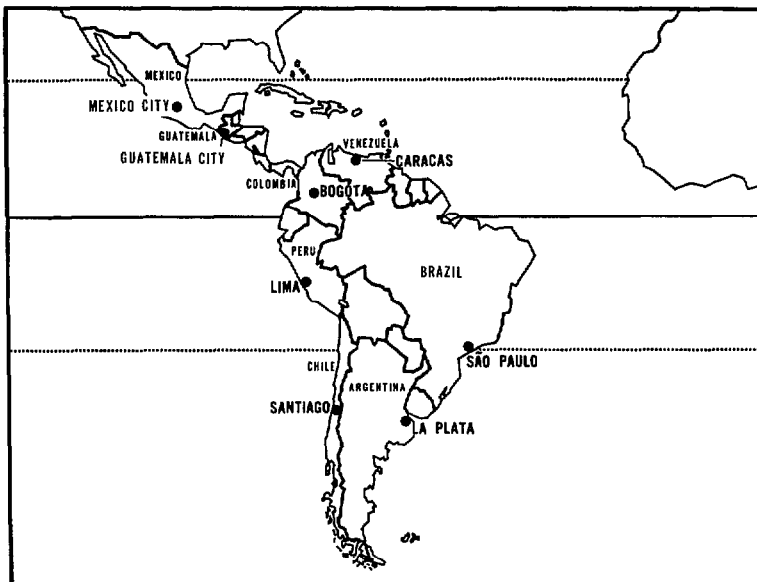 MEXICO
MEXICO CITY
GUATEMALA
GUATEMALA CITY
VENEZUELA
CARACAS
COLOMBIA
BOGOTA
PERU
BRAZIL
LIMA
CHILE
SÃO PAULO
ARGENTINA
SANTIAGO
LA PLATA